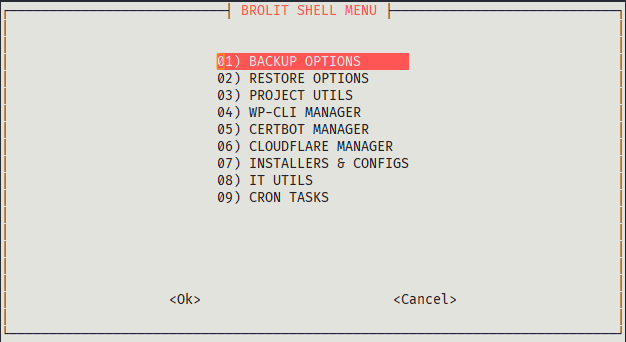 BROLIT SHELL MENU
01) BACKUP OPTIONS
02) RESTORE OPTIONS
03) PROJECT UTILS
04) WP-CLI MANAGER
05) CERTBOT MANAGER
06) CLOUDFLARE MANAGER
07) INSTALLERS & CONFIGS
08) IT UTILS
09) CRON TASKS
<Ok> <Cancel>